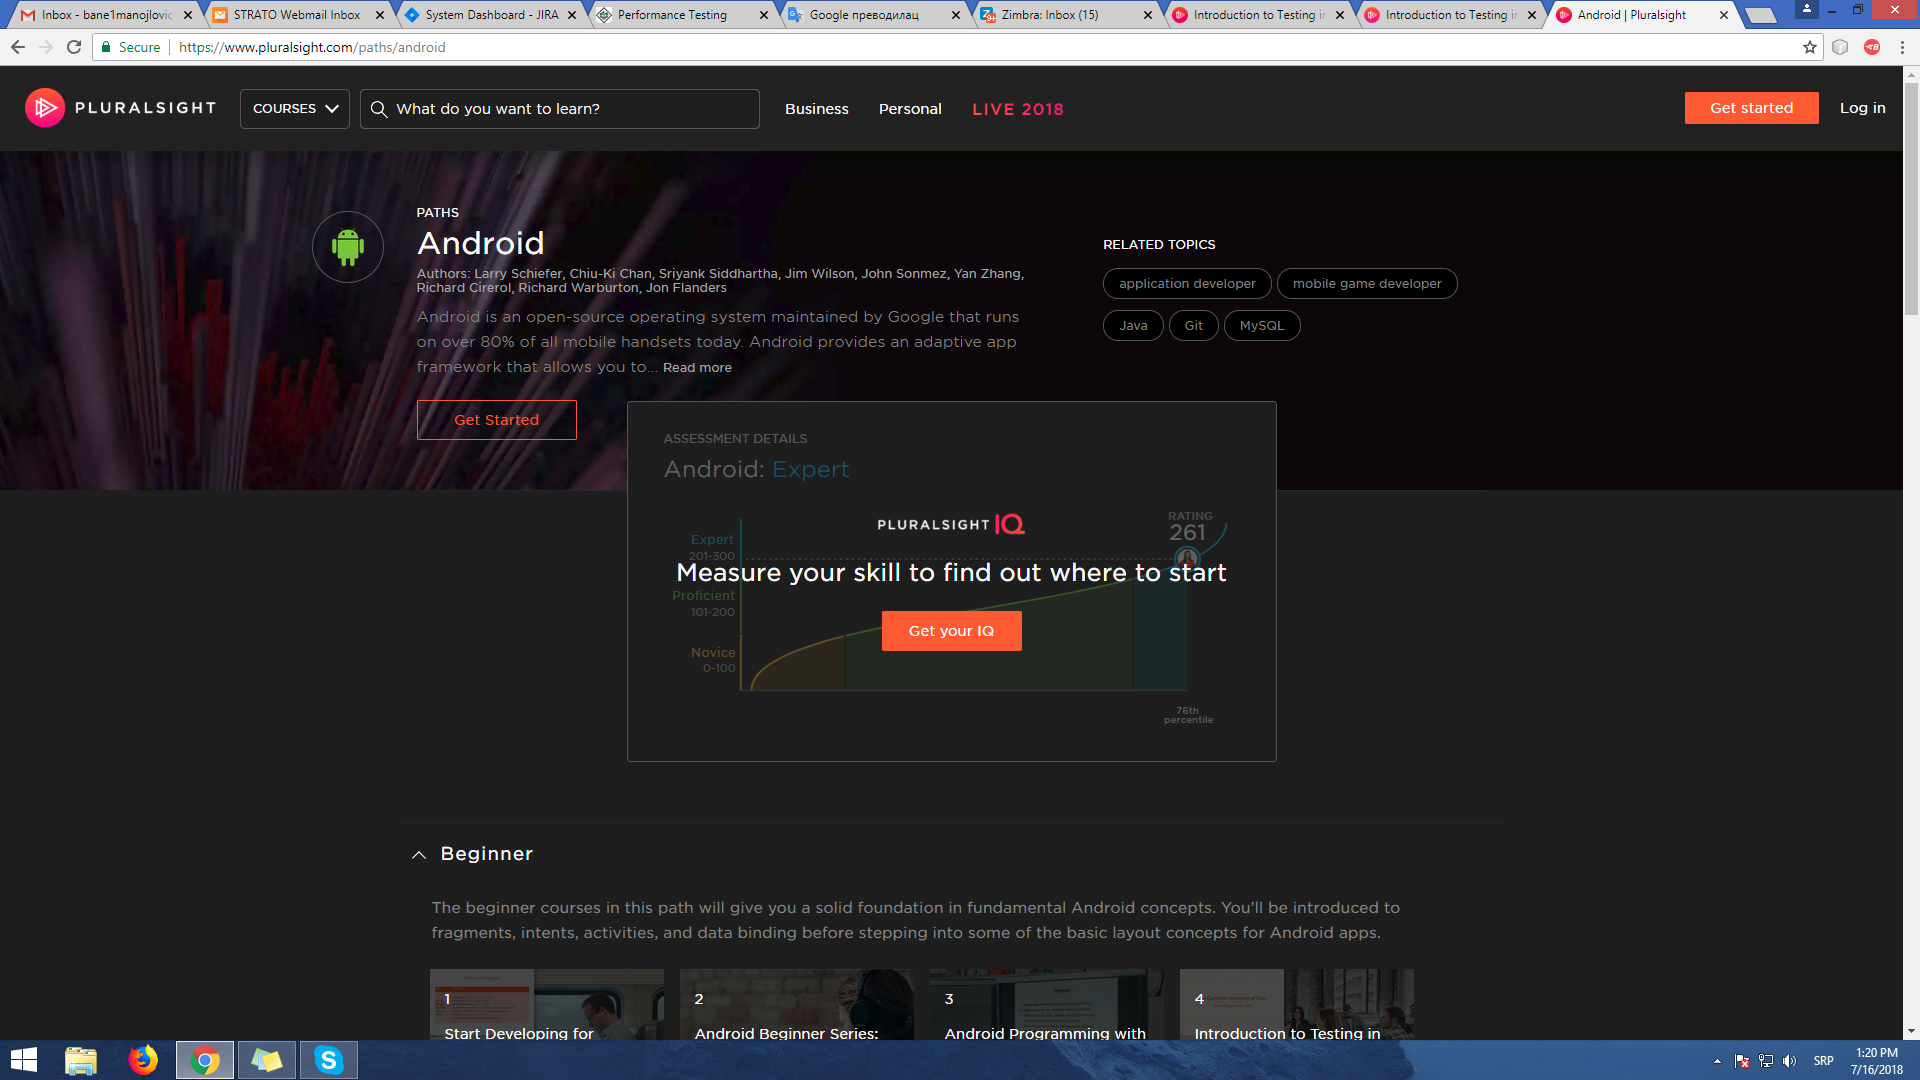 Inbox - bane1manojlovic
STRATO Webmail Inbox
System Dashboard - JIRA
Performance Testing
Google преводилац
Zimbra: Inbox (15)
Introduction to Testing in
Introduction to Testing in
Android | Pluralsight
Secure
https://www.pluralsight.com/paths/android
PLURALSIGHT
COURSES
What do you want to learn?
Business
Personal
LIVE 2018
Get started
Log in
PATHS
Android
Authors: Larry Schiefer, Chiu-Ki Chan, Sriyank Siddhartha, Jim Wilson, John Sonmez, Yan Zhang,
Richard Cirerol, Richard Warburton, Jon Flanders
Android is an open-source operating system maintained by Google that runs
on over 80% of all mobile handsets today. Android provides an adaptive app
framework that allows you to... Read more
Get Started
RELATED TOPICS
application developer
mobile game developer
Java
Git
MySQL
ASSESSMENT DETAILS
Android: Expert
PLURALSIGHT IQ
RATING
261
Expert
201-300
Measure your skill to find out where to start
Proficient
101-200
Get your IQ
Novice
0-100
76th
percentile
Beginner
The beginner courses in this path will give you a solid foundation in fundamental Android concepts. You’ll be introduced to
fragments, intents, activities, and data binding before stepping into some of the basic layout concepts for Android apps.
1
Start Developing for
2
Android Beginner Series:
3
Android Programming with
4
Introduction to Testing in
SRP
1:20 PM
7/16/2018